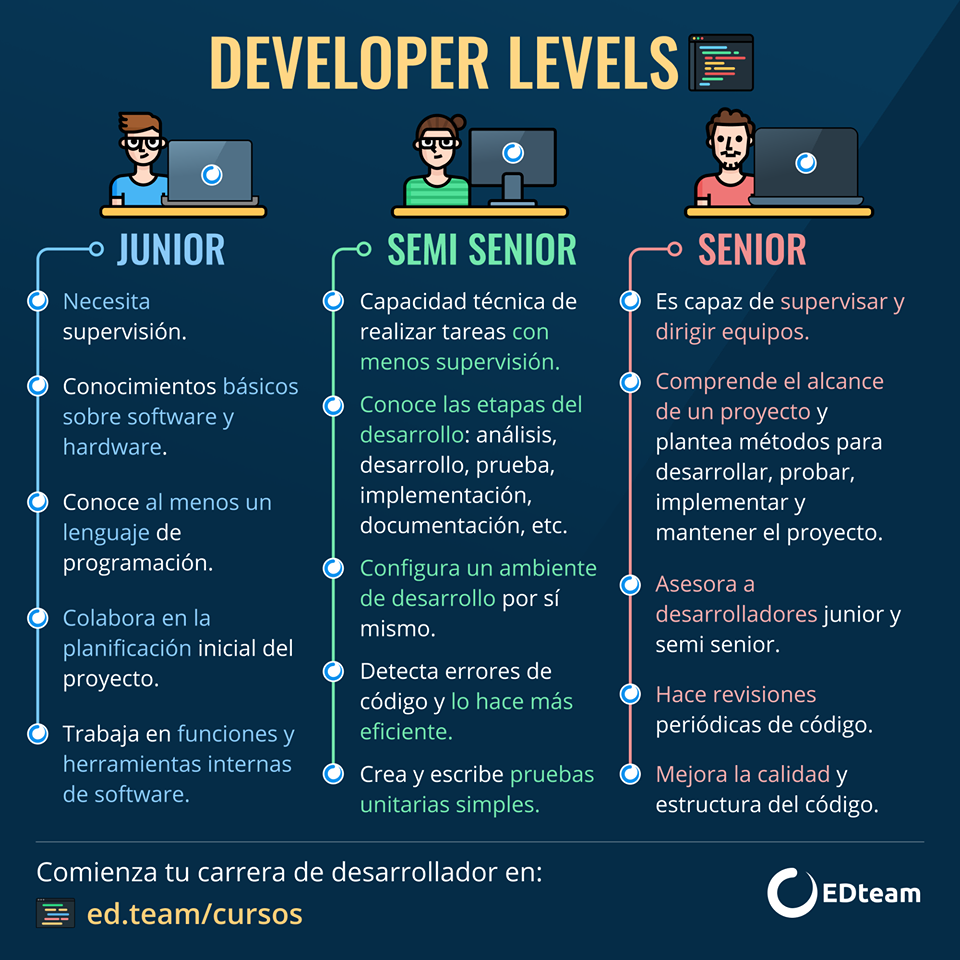 DEVELOPER LEVELS
JUNIOR
Necesita
supervisión.
Conocimientos básicos
sobre software y
hardware.
Conoce al menos un
lenguaje de
programación.
Colabora en la
planificación inicial del
proyecto.
Trabaja en funciones y
herramientas internas
de software.
SEMI SENIOR
Capacidad técnica de
realizar tareas con
menos supervisión.
Conoce las etapas del
desarrollo: análisis,
desarrollo, prueba,
implementación,
documentación, etc.
Configura un ambiente
de desarrollo por sí
mismo.
Detecta errores de
código y lo hace más
eficiente.
Crea y escribe pruebas
unitarias simples.
SENIOR
Es capaz de supervisar y
dirigir equipos.
Comprende el alcance
de un proyecto y
plantea métodos para
desarrollar, probar,
implementar y
mantener el proyecto.
Asesora a
desarrolladores junior y
semi senior.
Hace revisiones
periódicas de código.
Mejora la calidad y
estructura del código.
Comienza tu carrera de desarrollador en:
ed.team/cursos
EDteam